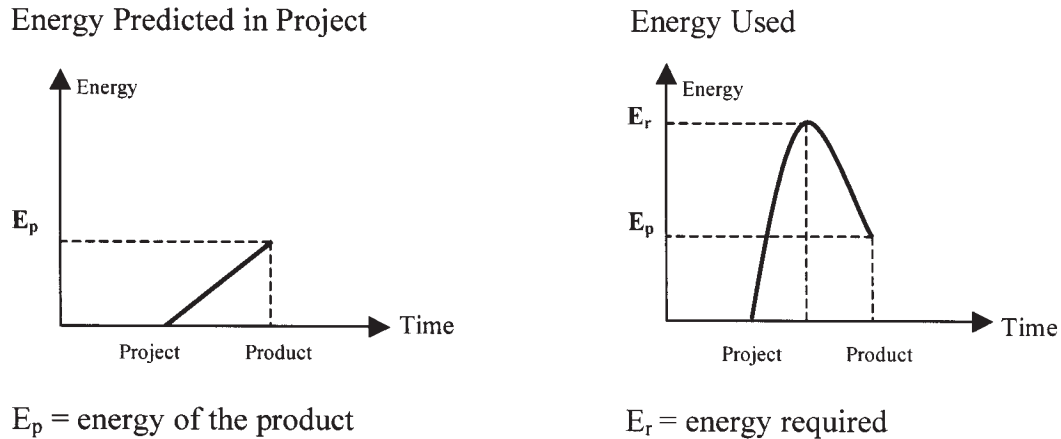 Energy Predicted in Project
Energy
E_p
Time
Project
Product
E_p = energy of the product
Energy Used
Energy
E_r
E_p
Time
Project
Product
E_r = energy required